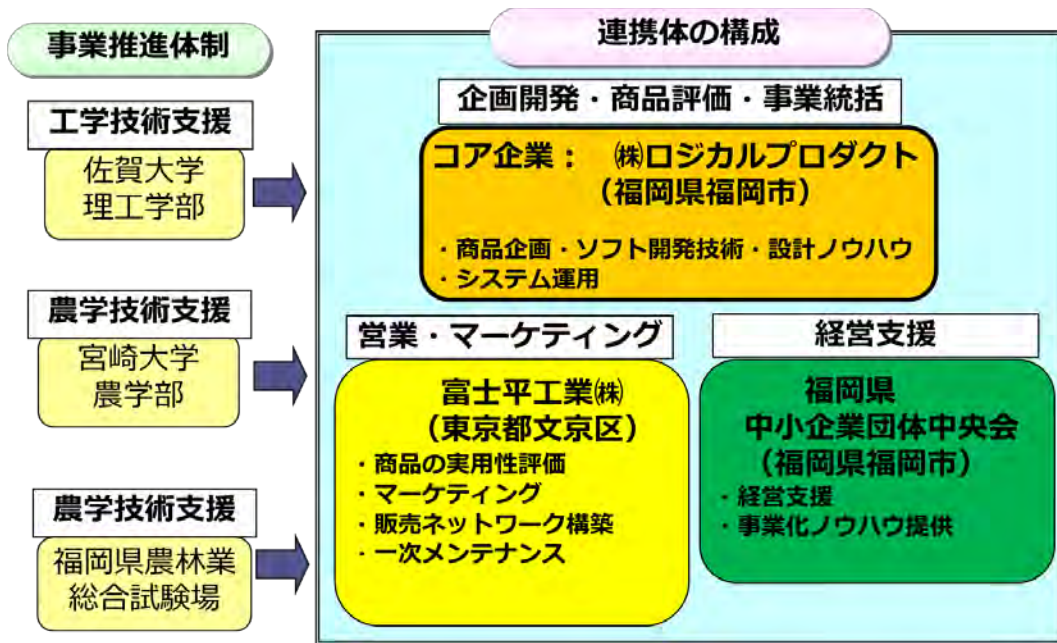 事業推進体制
工学技術支援
佐賀大学
理工学部
農学技術支援
宮崎大学
農学部
農学技術支援
福岡県農林業
総合試験場
連携体の構成
企画開発・商品評価・事業統括
コア企業： ㈱ロジカルプロダクト
（福岡県福岡市）
・商品企画・ソフト開発技術・設計ノウハウ
・システム運用
営業・マーケティング
富士平工業㈱
（東京都文京区）
・商品の実用性評価
・マーケティング
・販売ネットワーク構築
・一次メンテナンス
経営支援
福岡県
中小企業団体中央会
（福岡県福岡市）
・経営支援
・事業化ノウハウ提供